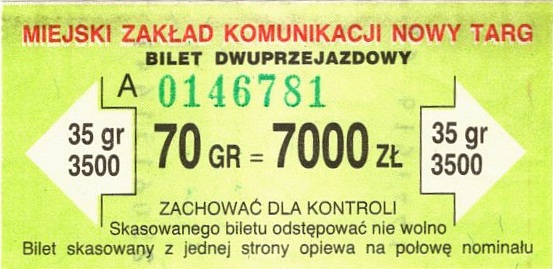 MIEJSKI ZAKŁAD KOMUNIKACJI NOWY TARG
BILET DWUPRZEJAZDOWY
A 0146781
35 gr
3500
70 GR = 7000 ZŁ
35 gr
3500
ZACHOWAĆ DLA KONTROLI
Skasowanego biletu odstępować nie wolno
Bilet skasowany z jednej strony opiewa na połowę nominału